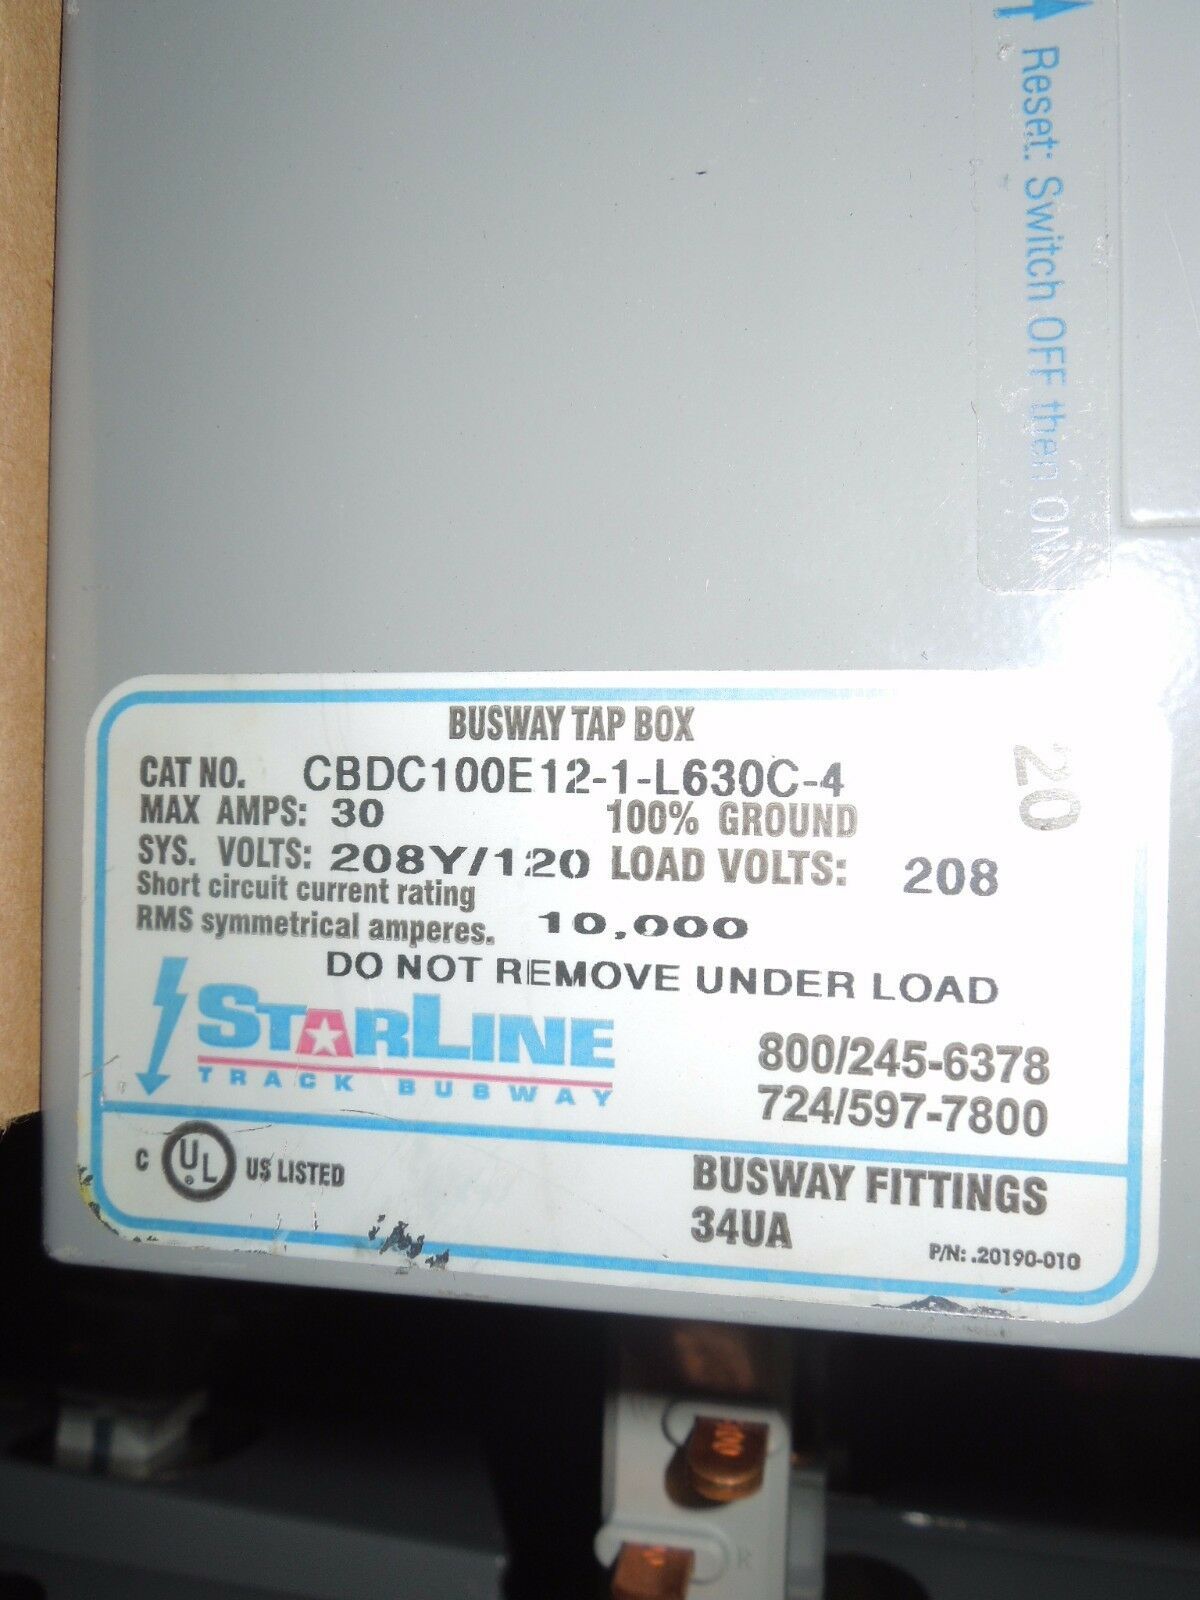 Reset: Switch OFF then ON
BUSWAY TAP BOX
CAT NO. CBDC100E12-1-L630C-4
MAX AMPS: 30 100% GROUND
20
SYS. VOLTS: 208Y/120 LOAD VOLTS: 208
Short circuit current rating
RMS symmetrical amperes. 10,000
DO NOT REMOVE UNDER LOAD
STARLINE
TRACK BUSWAY
800/245-6378
724/597-7800
C UL ® US LISTED
BUSWAY FITTINGS
34UA
P/N: .20190-010
R